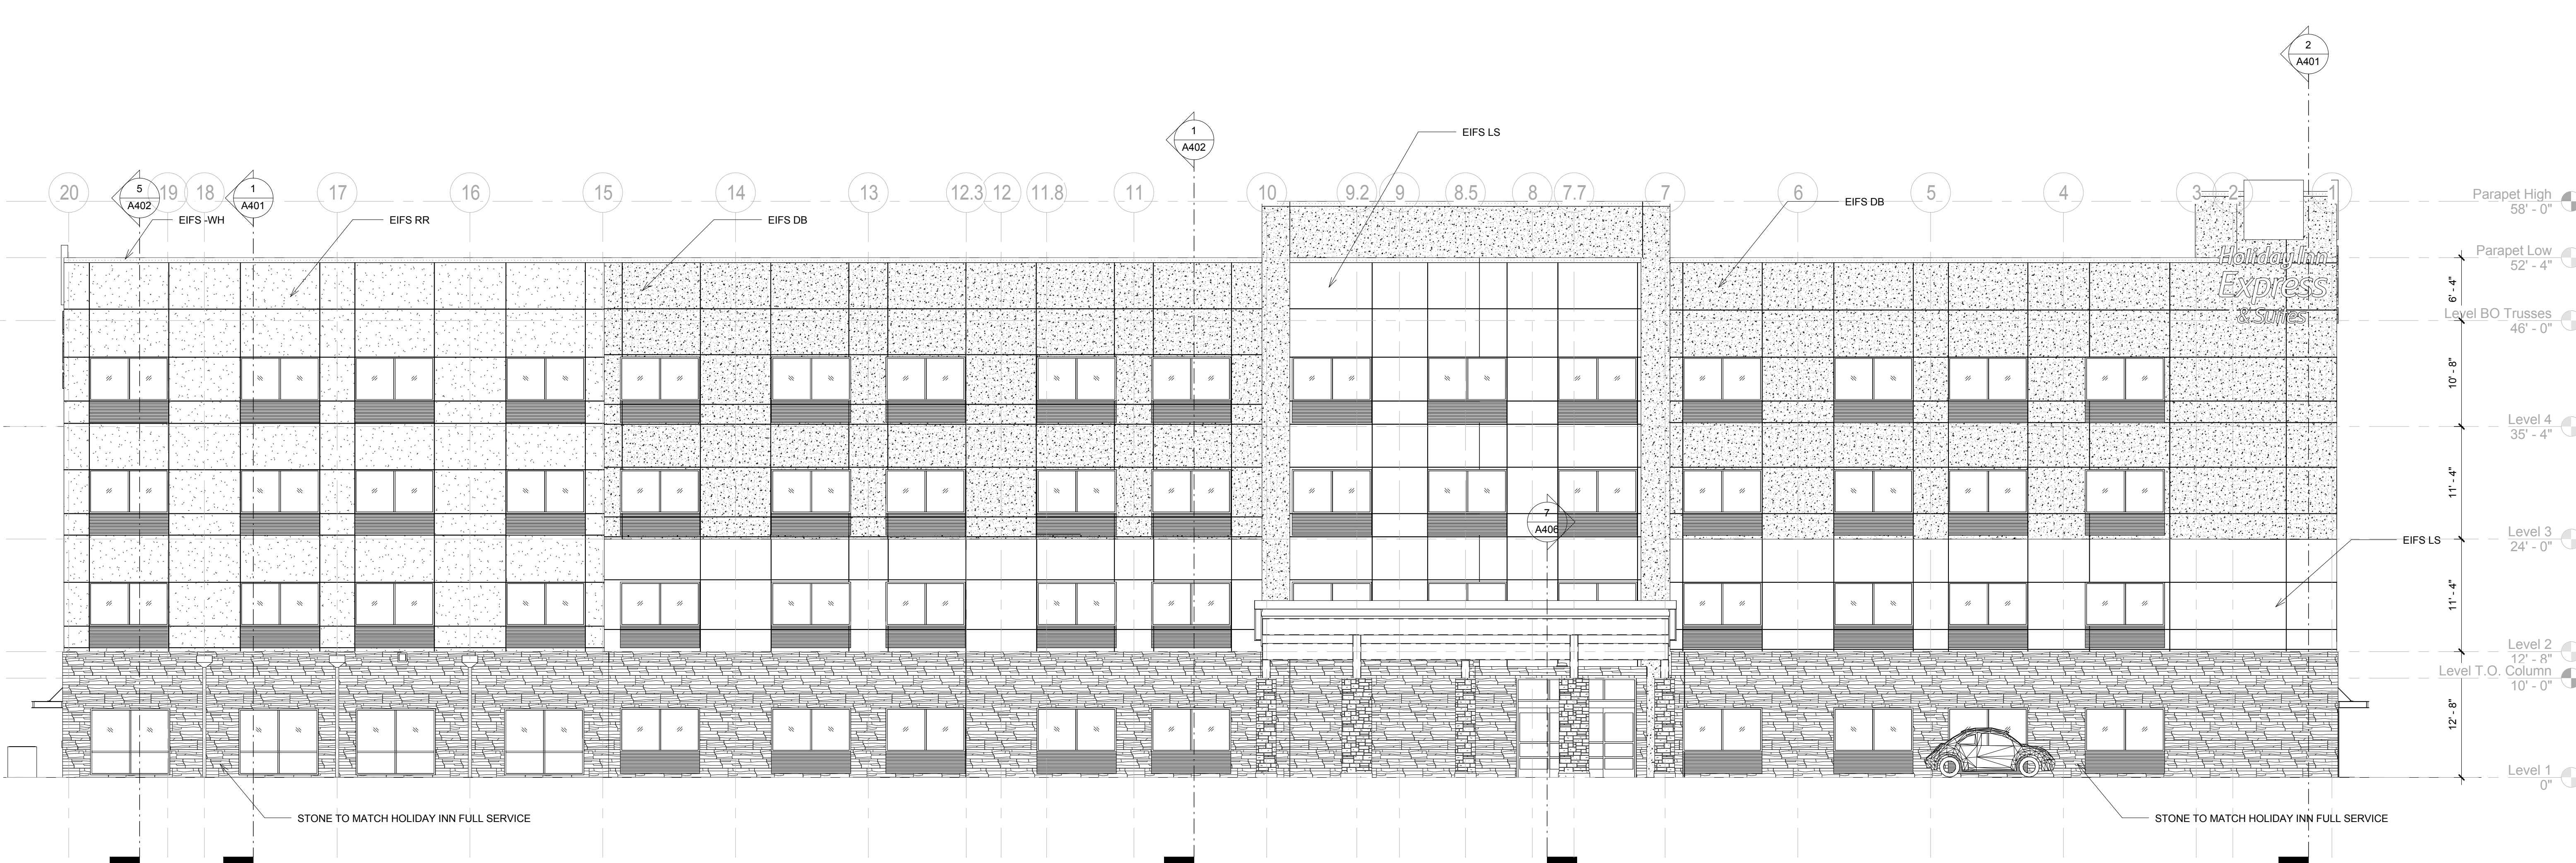 2
A401
1
A402
EIFS LS
20
5
A402
19
18
1
A401
17
16
15
14
13
12.3
12
11.8
11
10
9.2
9
8.5
8
7.7
7
6
5
4
3
2
1
Parapet High
58' - 0"
EIFS -WH
EIFS RR
EIFS DB
EIFS DB
Parapet Low
52' - 4"
Holiday Inn
Express
& Suites
6' - 4"
Level BO Trusses
46' - 0"
10' - 8"
Level 4
35' - 4"
11' - 4"
7
A406
Level 3
24' - 0"
EIFS LS
11' - 4"
Level 2
12' - 8"
Level T.O. Column
10' - 0"
12' - 8"
Level 1
0"
STONE TO MATCH HOLIDAY INN FULL SERVICE
STONE TO MATCH HOLIDAY INN FULL SERVICE